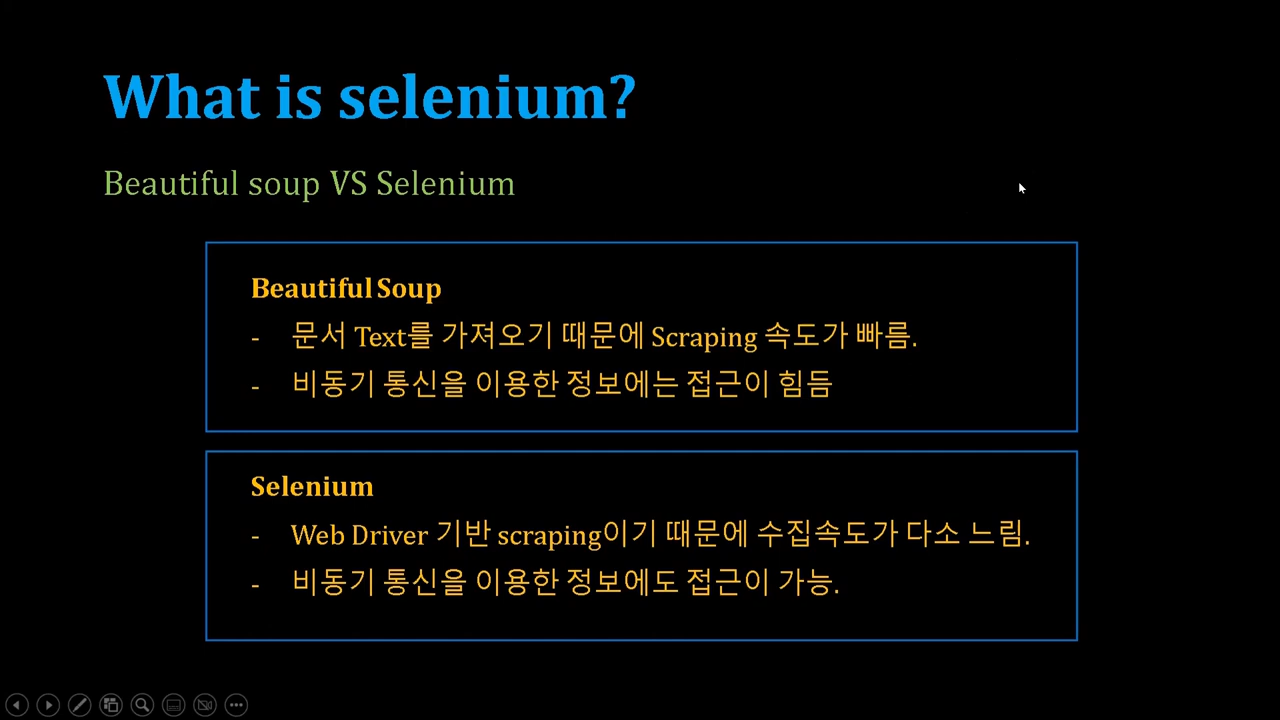 What is selenium?
Beautiful soup VS Selenium
Beautiful Soup
- 문서 Text를 가져오기 때문에 Scraping 속도가 빠름.
- 비동기 통신을 이용한 정보에는 접근이 힘듬
Selenium
- Web Driver 기반 scraping이기 때문에 수집속도가 다소 느림.
- 비동기 통신을 이용한 정보에도 접근이 가능.